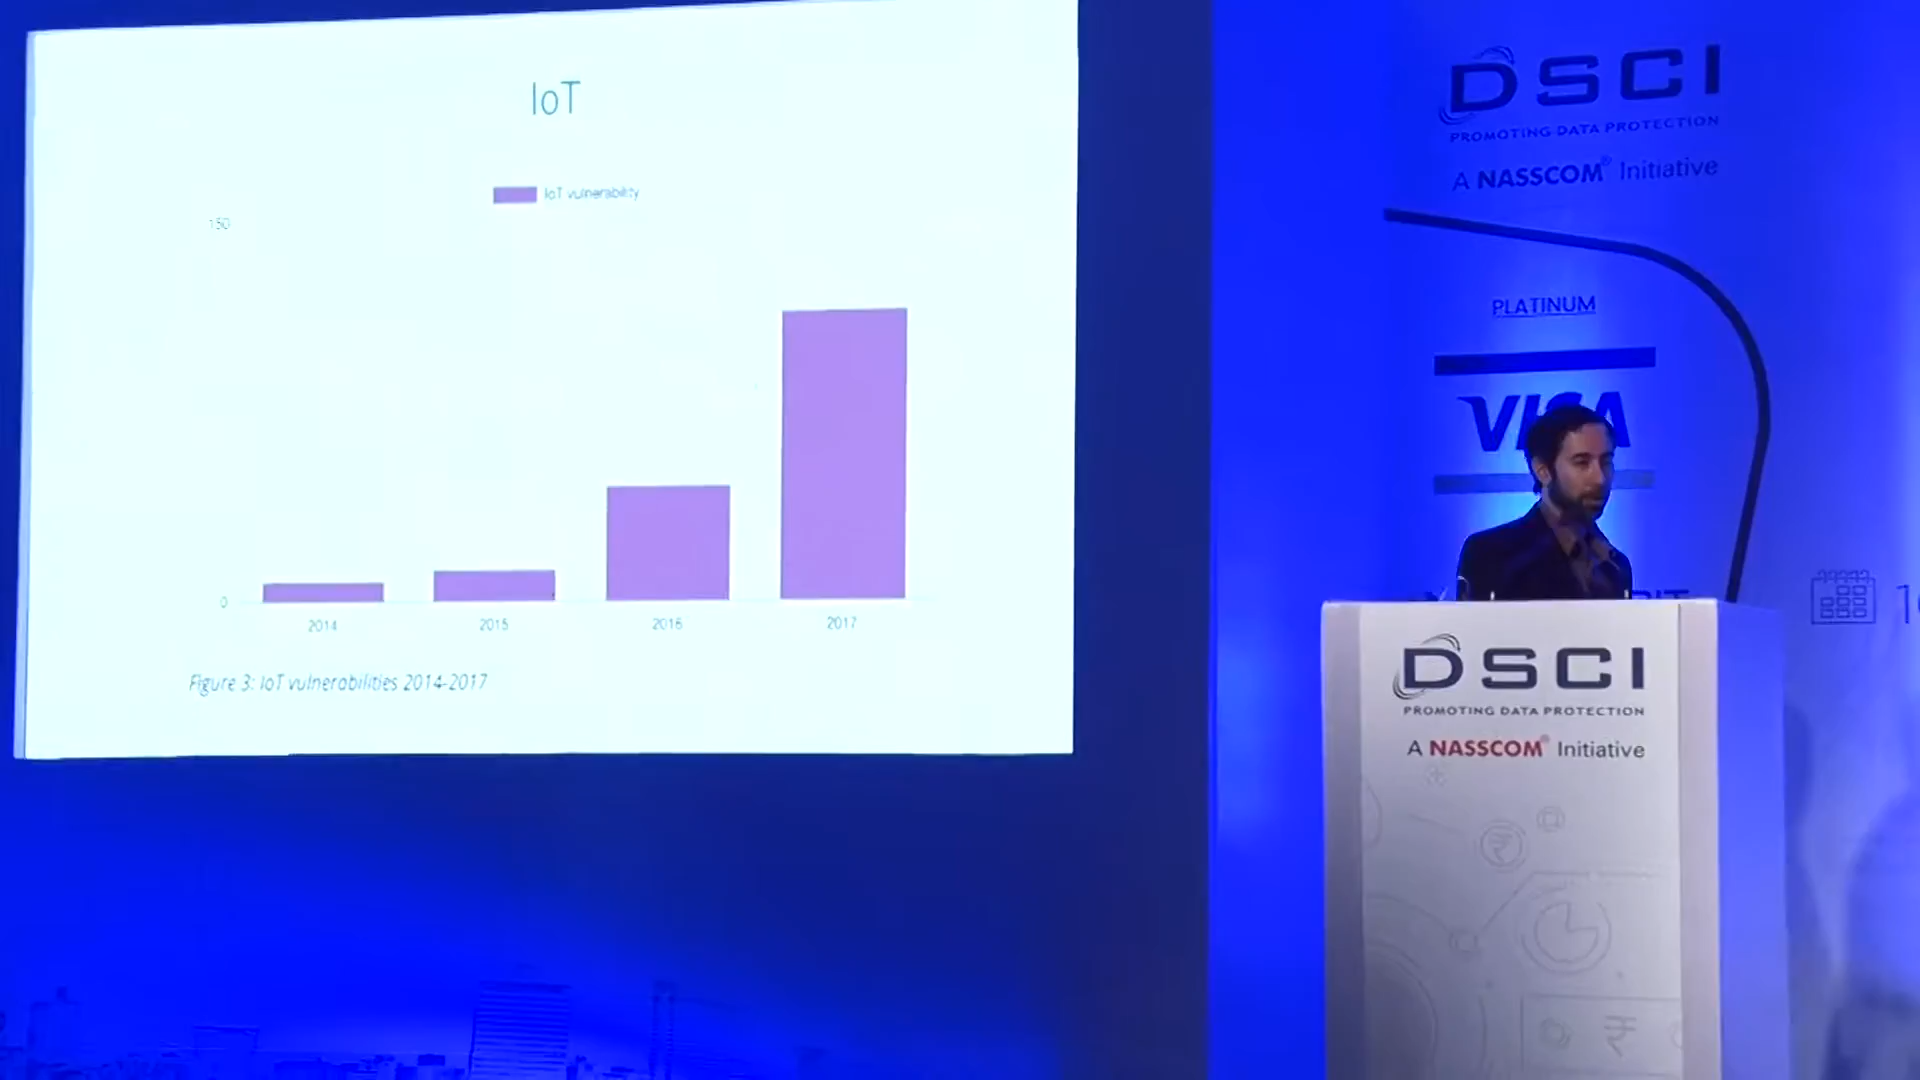 IoT
IoT vulnerability
150
0
2014
2015
2016
2017
Figure 3: IoT vulnerabilities 2014-2017
DSCI
PROMOTING DATA PROTECTION
A NASSCOM® Initiative
PLATINUM
VISA
DSCI
PROMOTING DATA PROTECTION
A NASSCOM® Initiative
₹
₹